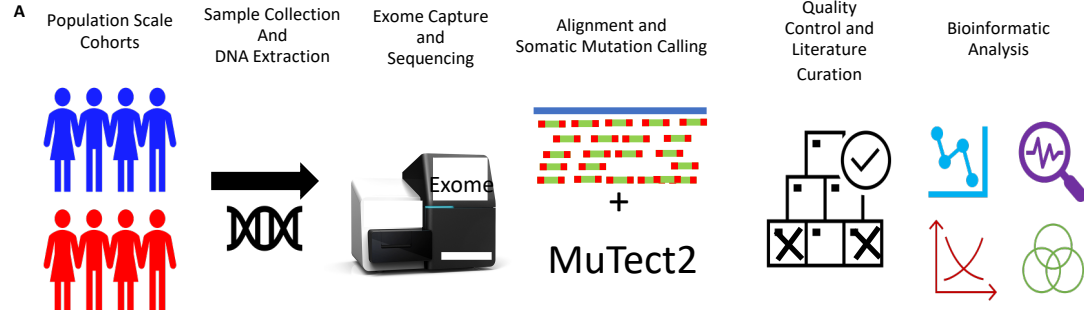 A
Population Scale
Cohorts
Sample Collection
And
DNA Extraction
Exome Capture
and
Sequencing
Alignment and
Somatic Mutation Calling
Quality
Control and
Literature
Curation
Bioinformatic
Analysis
Exome
+
MuTect2